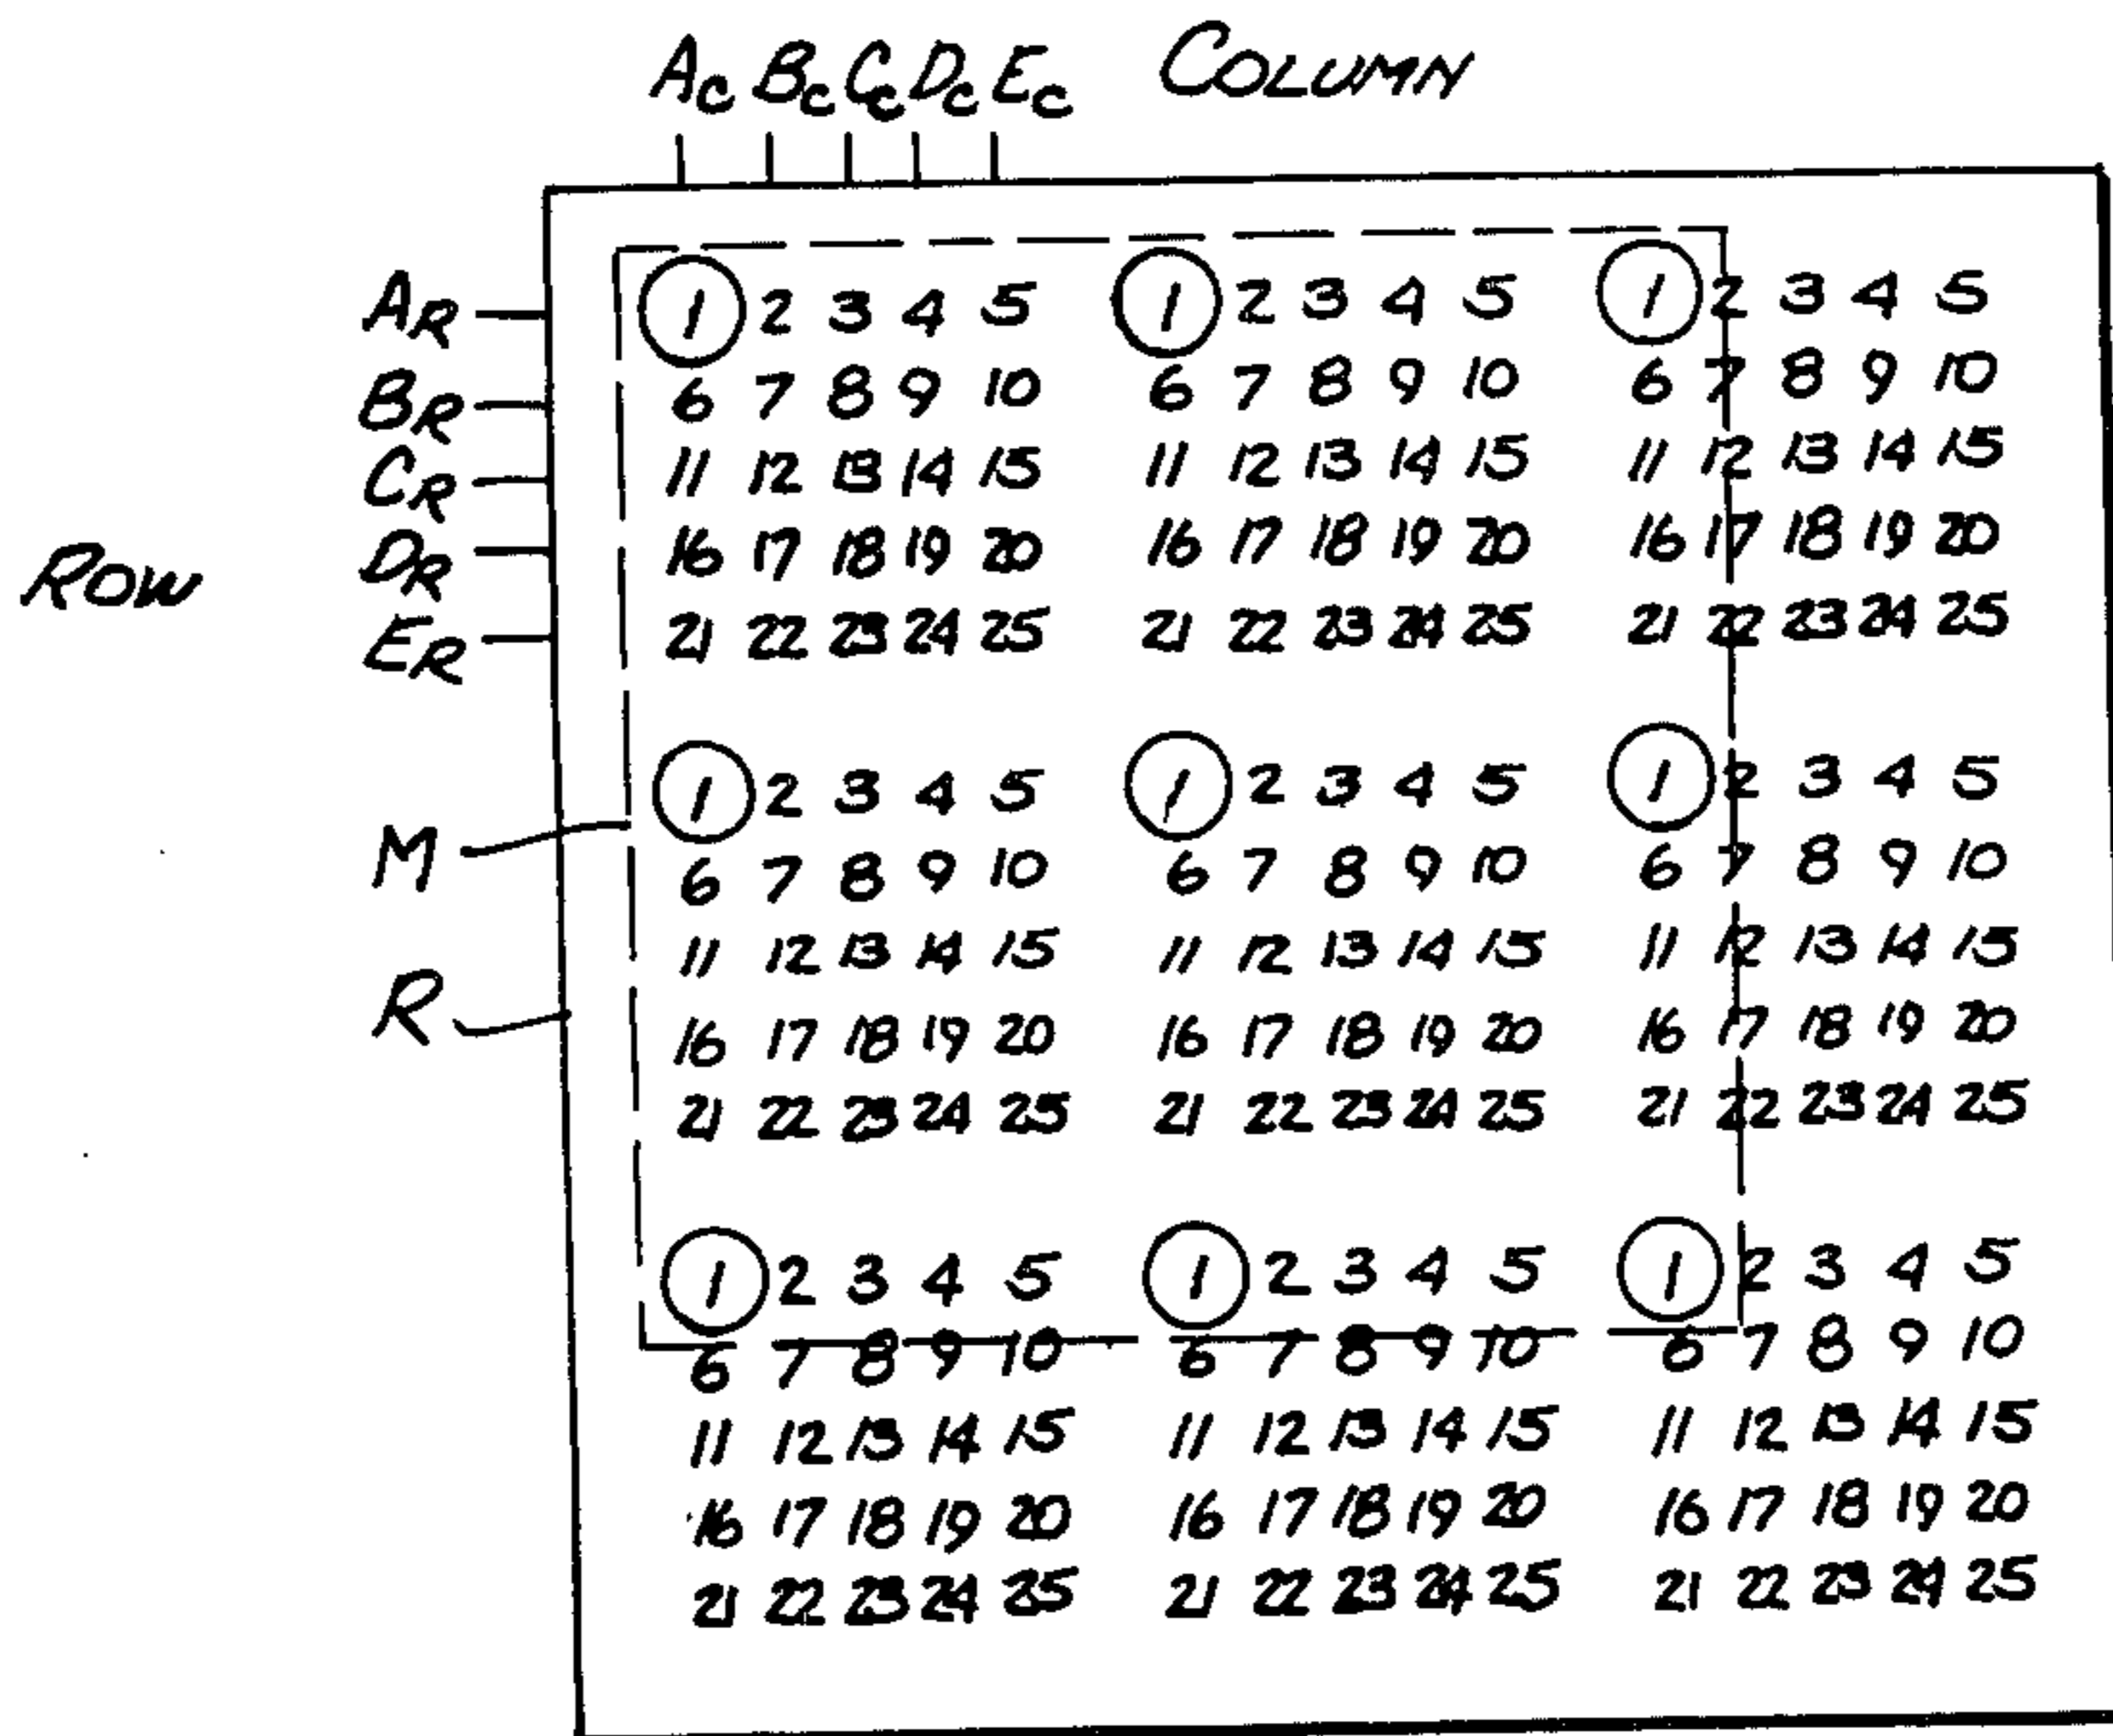 Ac Bc Cc Dc Ec COLUMN
AR 1 2 3 4 5 1 2 3 4 5 1 2 3 4 5
BR 6 7 8 9 10 6 7 8 9 10 6 7 8 9 10
CR 11 12 13 14 15 11 12 13 14 15 11 12 13 14 15
ROW DR 16 17 18 19 20 16 17 18 19 20 16 17 18 19 20
ER 21 22 23 24 25 21 22 23 24 25 21 22 23 24 25
1 2 3 4 5 1 2 3 4 5 1 2 3 4 5
M 6 7 8 9 10 6 7 8 9 10 6 7 8 9 10
11 12 13 14 15 11 12 13 14 15 11 12 13 14 15
R 16 17 18 19 20 16 17 18 19 20 16 17 18 19 20
21 22 23 24 25 21 22 23 24 25 21 22 23 24 25
1 2 3 4 5 1 2 3 4 5 1 2 3 4 5
6 7 8 9 10 6 7 8 9 10 6 7 8 9 10
11 12 13 14 15 11 12 13 14 15 11 12 13 14 15
16 17 18 19 20 16 17 18 19 20 16 17 18 19 20
21 22 23 24 25 21 22 23 24 25 21 22 23 24 25